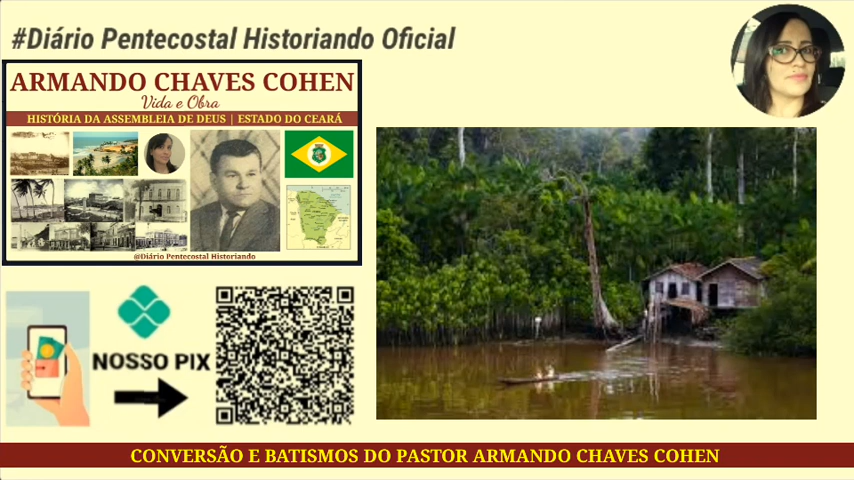 #Diário Pentecostal Historiando Oficial
ARMANDO CHAVES COHEN
Vida e Obra
HISTÓRIA DA ASSEMBLEIA DE DEUS | ESTADO DO CEARÁ
@Diário Pentecostal Historiando
NOSSO PIX
CONVERSÃO E BATISMOS DO PASTOR ARMANDO CHAVES COHEN